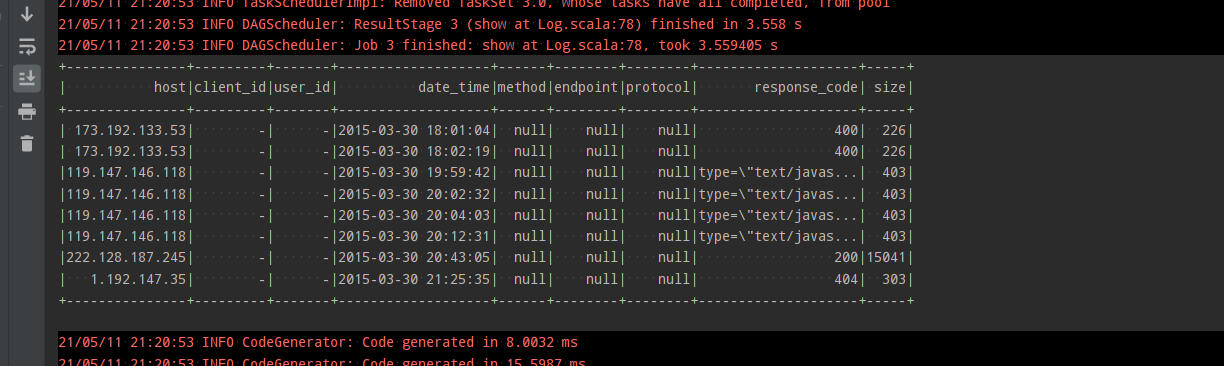 21/05/11 21:20:53 INFO TaskSchedulerImpl: Removed TaskSet 3.0, whose tasks have all completed, from pool
21/05/11 21:20:53 INFO DAGScheduler: ResultStage 3 (show at Log.scala:78) finished in 3.558 s
21/05/11 21:20:53 INFO DAGScheduler: Job 3 finished: show at Log.scala:78, took 3.559405 s
+---------------+---------+-------+-------------------+------+--------+--------+--------------------+-----+
|           host|client_id|user_id|          date_time|method|endpoint|protocol|       response_code| size|
+---------------+---------+-------+-------------------+------+--------+--------+--------------------+-----+
| 173.192.133.53|        -|      -|2015-03-30 18:01:04|  null|    null|    null|                 400|  226|
| 173.192.133.53|        -|      -|2015-03-30 18:02:19|  null|    null|    null|                 400|  226|
|119.147.146.118|        -|      -|2015-03-30 19:59:42|  null|    null|    null|type=\"text/javas...|  403|
|119.147.146.118|        -|      -|2015-03-30 20:02:32|  null|    null|    null|type=\"text/javas...|  403|
|119.147.146.118|        -|      -|2015-03-30 20:04:03|  null|    null|    null|type=\"text/javas...|  403|
|119.147.146.118|        -|      -|2015-03-30 20:12:31|  null|    null|    null|type=\"text/javas...|  403|
|222.128.187.245|        -|      -|2015-03-30 20:43:05|  null|    null|    null|                 200|15041|
|   1.192.147.35|        -|      -|2015-03-30 21:25:35|  null|    null|    null|                 404|  303|
+---------------+---------+-------+-------------------+------+--------+--------+--------------------+-----+
21/05/11 21:20:53 INFO CodeGenerator: Code generated in 8.0032 ms
21/05/11 21:20:53 INFO CodeGenerator: Code generated in 15.5987 ms